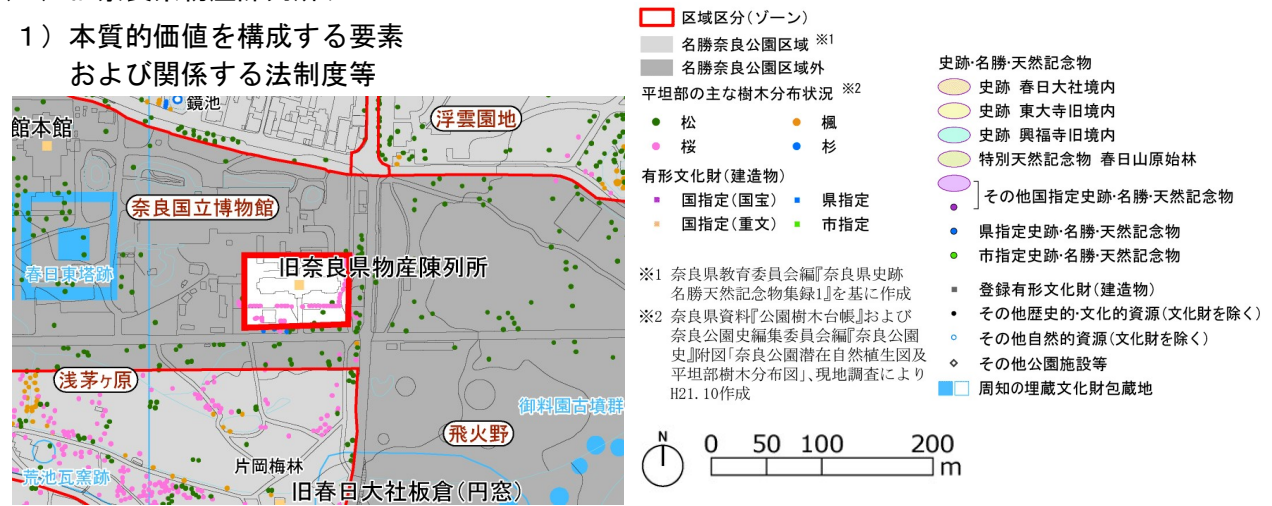 1）本質的価値を構成する要素
および関係する法制度等
鏡池
館本館
浮雲園地
奈良国立博物館
旧奈良県物産陳列所
春日東塔跡
浅茅ヶ原
御料園古墳群
飛火野
片岡梅林
荒池瓦窯跡
旧春日大社板倉（円窓）
区域区分（ゾーン）
名勝奈良公園区域 ※1
名勝奈良公園区域外
平坦部の主な樹木分布状況 ※2
松
楓
桜
杉
有形文化財（建造物）
国指定（国宝）
県指定
国指定（重文）
市指定
※1 奈良県教育委員会編『奈良県史跡
名勝天然記念物集録1』を基に作成
※2 奈良県資料『公園樹木台帳』および
奈良公園史編集委員会編『奈良公園
史』附図「奈良公園潜在自然植生図及
平坦部樹木分布図」、現地調査により
H21.10作成
史跡・名勝・天然記念物
史跡 春日大社境内
史跡 東大寺旧境内
史跡 興福寺旧境内
特別天然記念物 春日山原始林
その他国指定史跡・名勝・天然記念物
県指定史跡・名勝・天然記念物
市指定史跡・名勝・天然記念物
登録有形文化財（建造物）
その他歴史的・文化的資源（文化財を除く）
その他自然的資源（文化財を除く）
その他公園施設等
周知の埋蔵文化財包蔵地
N
0 50 100 200
m